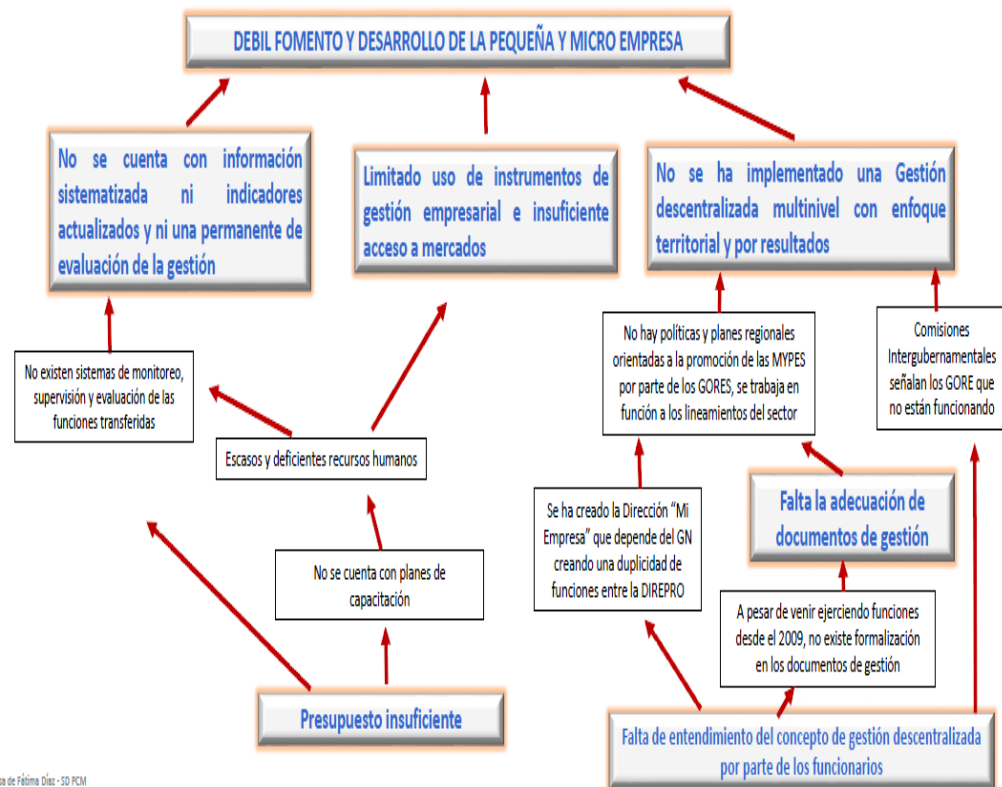 DEBIL FOMENTO Y DESARROLLO DE LA PEQUEÑA Y MICRO EMPRESA
No se cuenta con información
sistematizada ni indicadores
actualizados y ni una permanente de
evaluación de la gestión
Limitado uso de instrumentos de
gestión empresarial e insuficiente
acceso a mercados
No se ha implementado una Gestión
descentralizada multinivel con enfoque
territorial y por resultados
No existen sistemas de monitoreo,
supervisión y evaluación de las
funciones transferidas
No hay políticas y planes regionales
orientadas a la promoción de las MYPES
por parte de los GORES, se trabaja en
función a los lineamientos del sector
Comisiones
Intergubernamentales
señalan los GORE que
no están funcionando
Escasos y deficientes recursos humanos
Se ha creado la Dirección "Mi
Empresa" que depende del GN
creando una duplicidad de
funciones entre la DIREPRO
Falta la adecuación de
documentos de gestión
No se cuenta con planes de
capacitación
A pesar de venir ejerciendo funciones
desde el 2009, no existe formalización
en los documentos de gestión
Presupuesto insuficiente
Falta de entendimiento del concepto de gestión descentralizada
por parte de los funcionarios
de Fátima Díaz - SD PCM